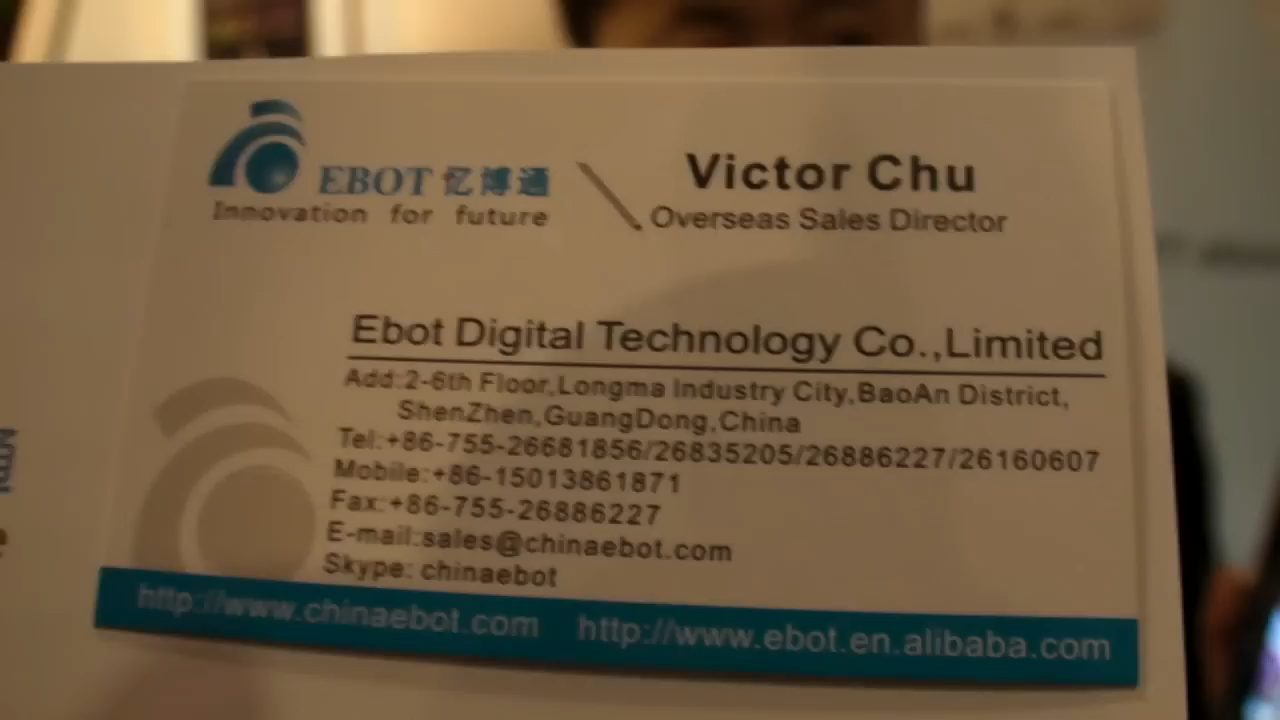 EBOT 亿博通
Innovation for future
Victor Chu
Overseas Sales Director
Ebot Digital Technology Co.,Limited
Add:2-6th Floor,Longma Industry City,BaoAn District,
ShenZhen,GuangDong,China
Tel:+86-755-26681856/26835205/26886227/26160607
Mobile:+86-15013861871
Fax:+86-755-26886227
E-mail:sales@chinaebot.com
Skype: chinaebot
http://www.chinaebot.com http://www.ebot.en.alibaba.com